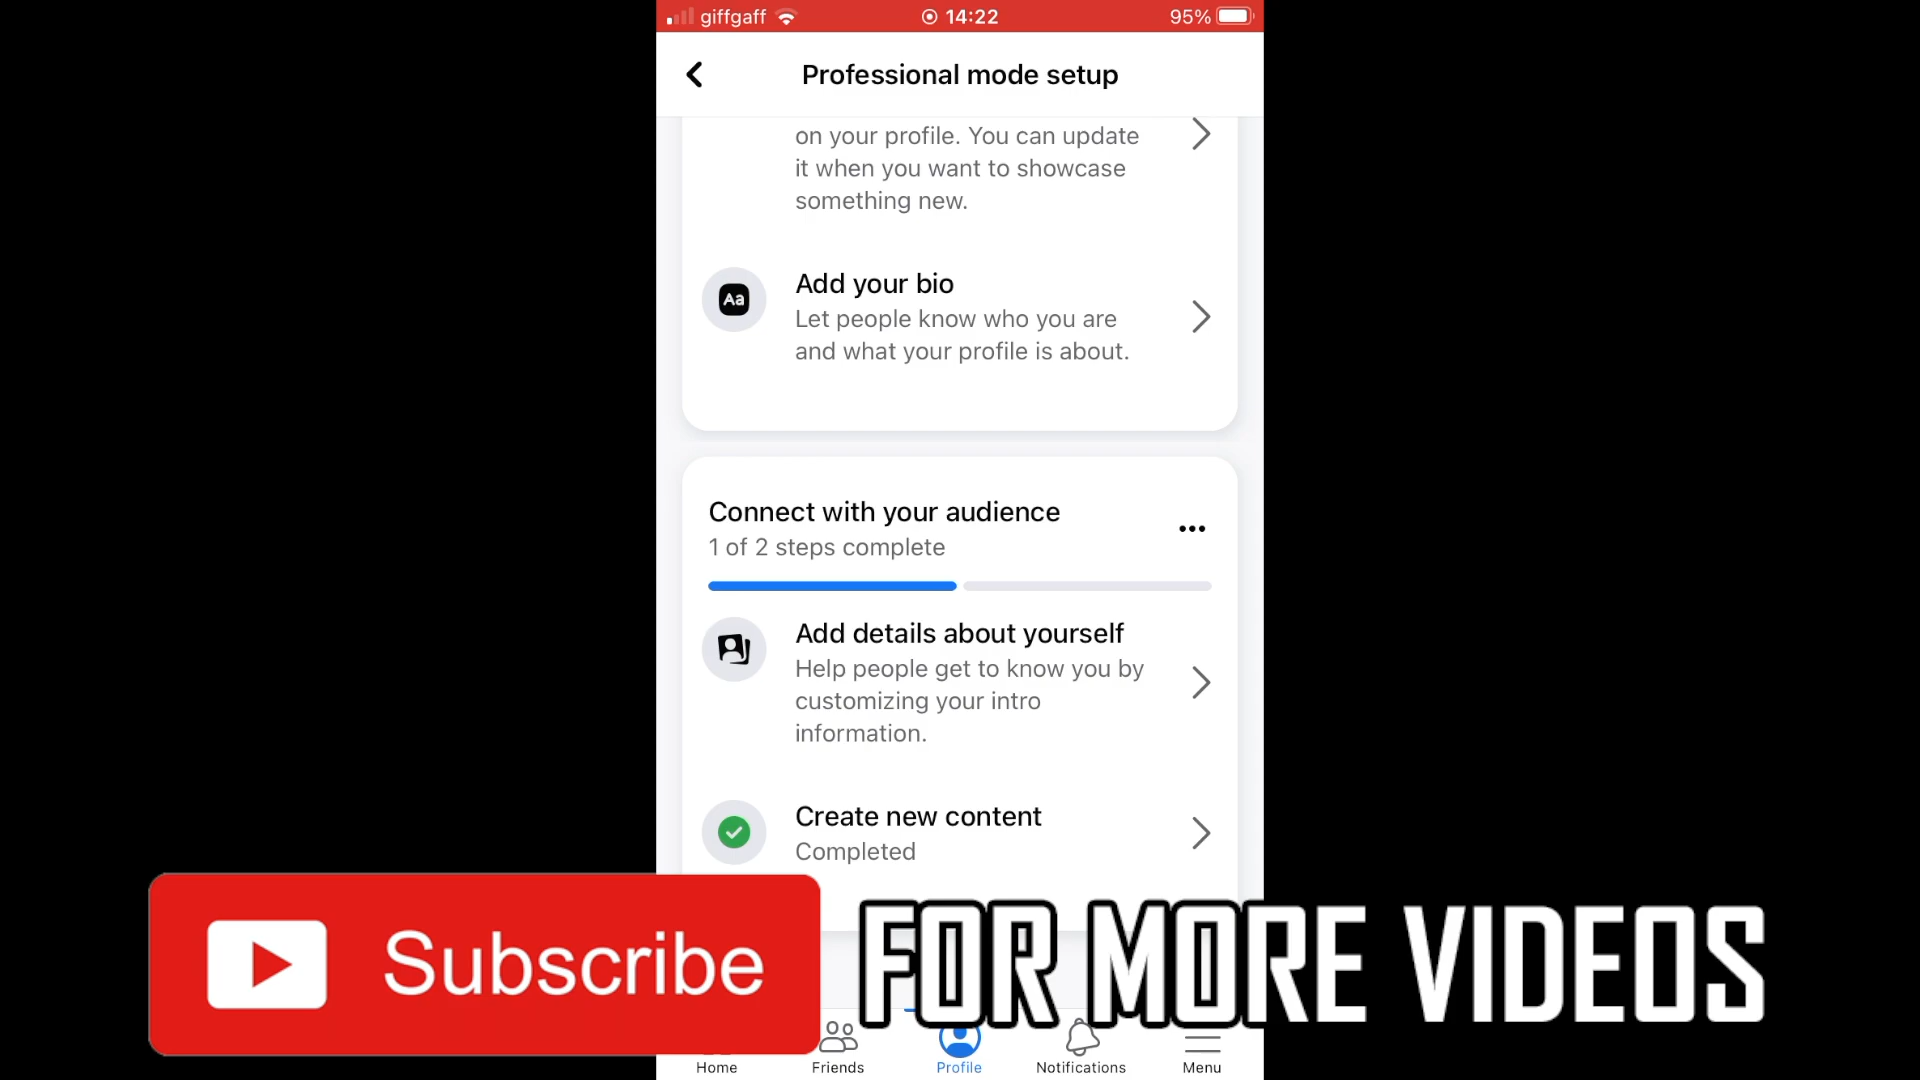 giffgaff 14:22 95%
Professional mode setup
on your profile. You can update
it when you want to showcase
something new.
Aa
Add your bio
Let people know who you are
and what your profile is about.
Connect with your audience
1 of 2 steps complete
Add details about yourself
Help people get to know you by
customizing your intro
information.
Create new content
Completed
Subscribe FOR MORE VIDEOS
Home Friends Profile Notifications Menu